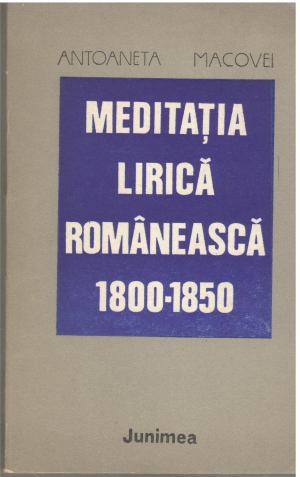 ANTOANETA MACOVEI
MEDITAȚIA
LIRICĂ
ROMÂNEASCĂ
1800-1850
Junimea